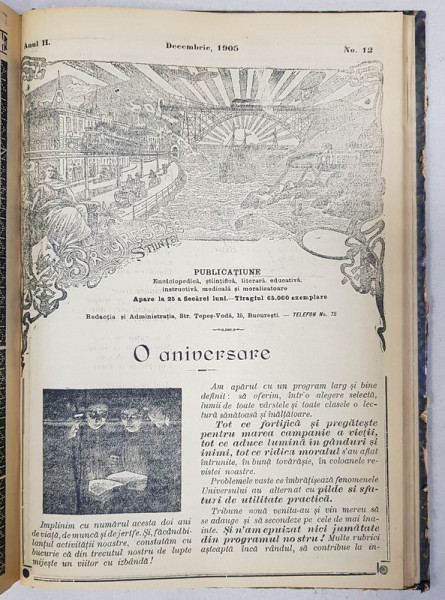 Anul II.
Decembrie, 1905
No. 12
ȘTIINȚE
PUBLICAȚIUNE
Enciclopedică, științifică, literară, educativă,
instructivă, medicală și moralisatoare
Apare la 25 a fiecărei luni.—Tiragiul 65.000 exemplare
Redacția și Administrația, Str. Țepeș-Vodă, 15, București. — TELEFON No. 75
O aniversare
Împlinim cu numărul acesta doi ani
de viață, de muncă și de jertfe. Și, făcând bi-
lanțul activității noastre, constatăm cu
bucurie că din trecutul nostru de lupte
mijește un viitor cu izbândă!
Am apărut cu un program larg și bine
definit: să oferim, într'o alegere selectă,
lumii de toate vârstele și toate clasele o lec-
tură sănătoasă și înălțătoare.
Tot ce fortifică și pregătește
pentru marea campanie a vieții,
tot ce aduce lumină în gânduri și
inimi, tot ce ridică moralul s'au aflat
întrunite, în bună tovărășie, în coloanele re-
vistei noastre.
Problemele vaste ce îmbrățișează fenomenele
Universului au alternat cu pilde si sfa-
turi de utilitate practică.
Tribune nouă venita-au și vin mereu să
se adauge și să secondeze pe cele de mai îna-
inte. Și n'am epuizat nici jumătate
din programul nostru! Multe rubrici
așteaptă încă rândul, să contribue la in-